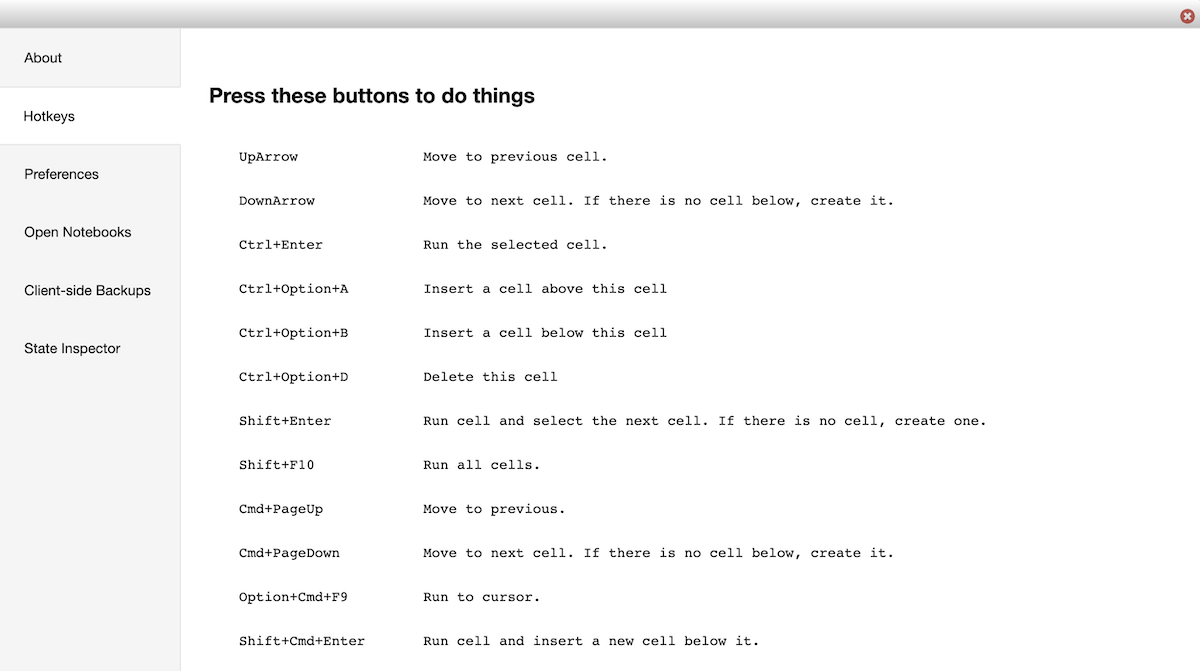 About
Hotkeys
Preferences
Open Notebooks
Client-side Backups
State Inspector
Press these buttons to do things
UpArrow Move to previous cell.
DownArrow Move to next cell. If there is no cell below, create it.
Ctrl+Enter Run the selected cell.
Ctrl+Option+A Insert a cell above this cell
Ctrl+Option+B Insert a cell below this cell
Ctrl+Option+D Delete this cell
Shift+Enter Run cell and select the next cell. If there is no cell, create one.
Shift+F10 Run all cells.
Cmd+PageUp Move to previous.
Cmd+PageDown Move to next cell. If there is no cell below, create it.
Option+Cmd+F9 Run to cursor.
Shift+Cmd+Enter Run cell and insert a new cell below it.